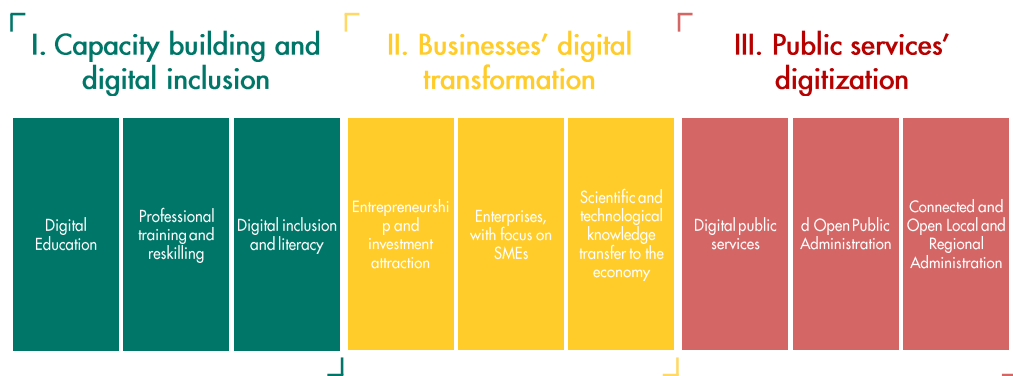 I. Capacity building and
digital inclusion
II. Businesses’ digital
transformation
III. Public services’
digitization
Digital
Education
Professional
training and
reskilling
Digital inclusion
and literacy
Entrepreneurshi
p and
investment
attraction
Enterprises,
with focus on
SMEs
Scientific and
technological
knowledge
transfer to the
economy
Digital public
services
d Open Public
Administration
Connected and
Open Local and
Regional
Administration